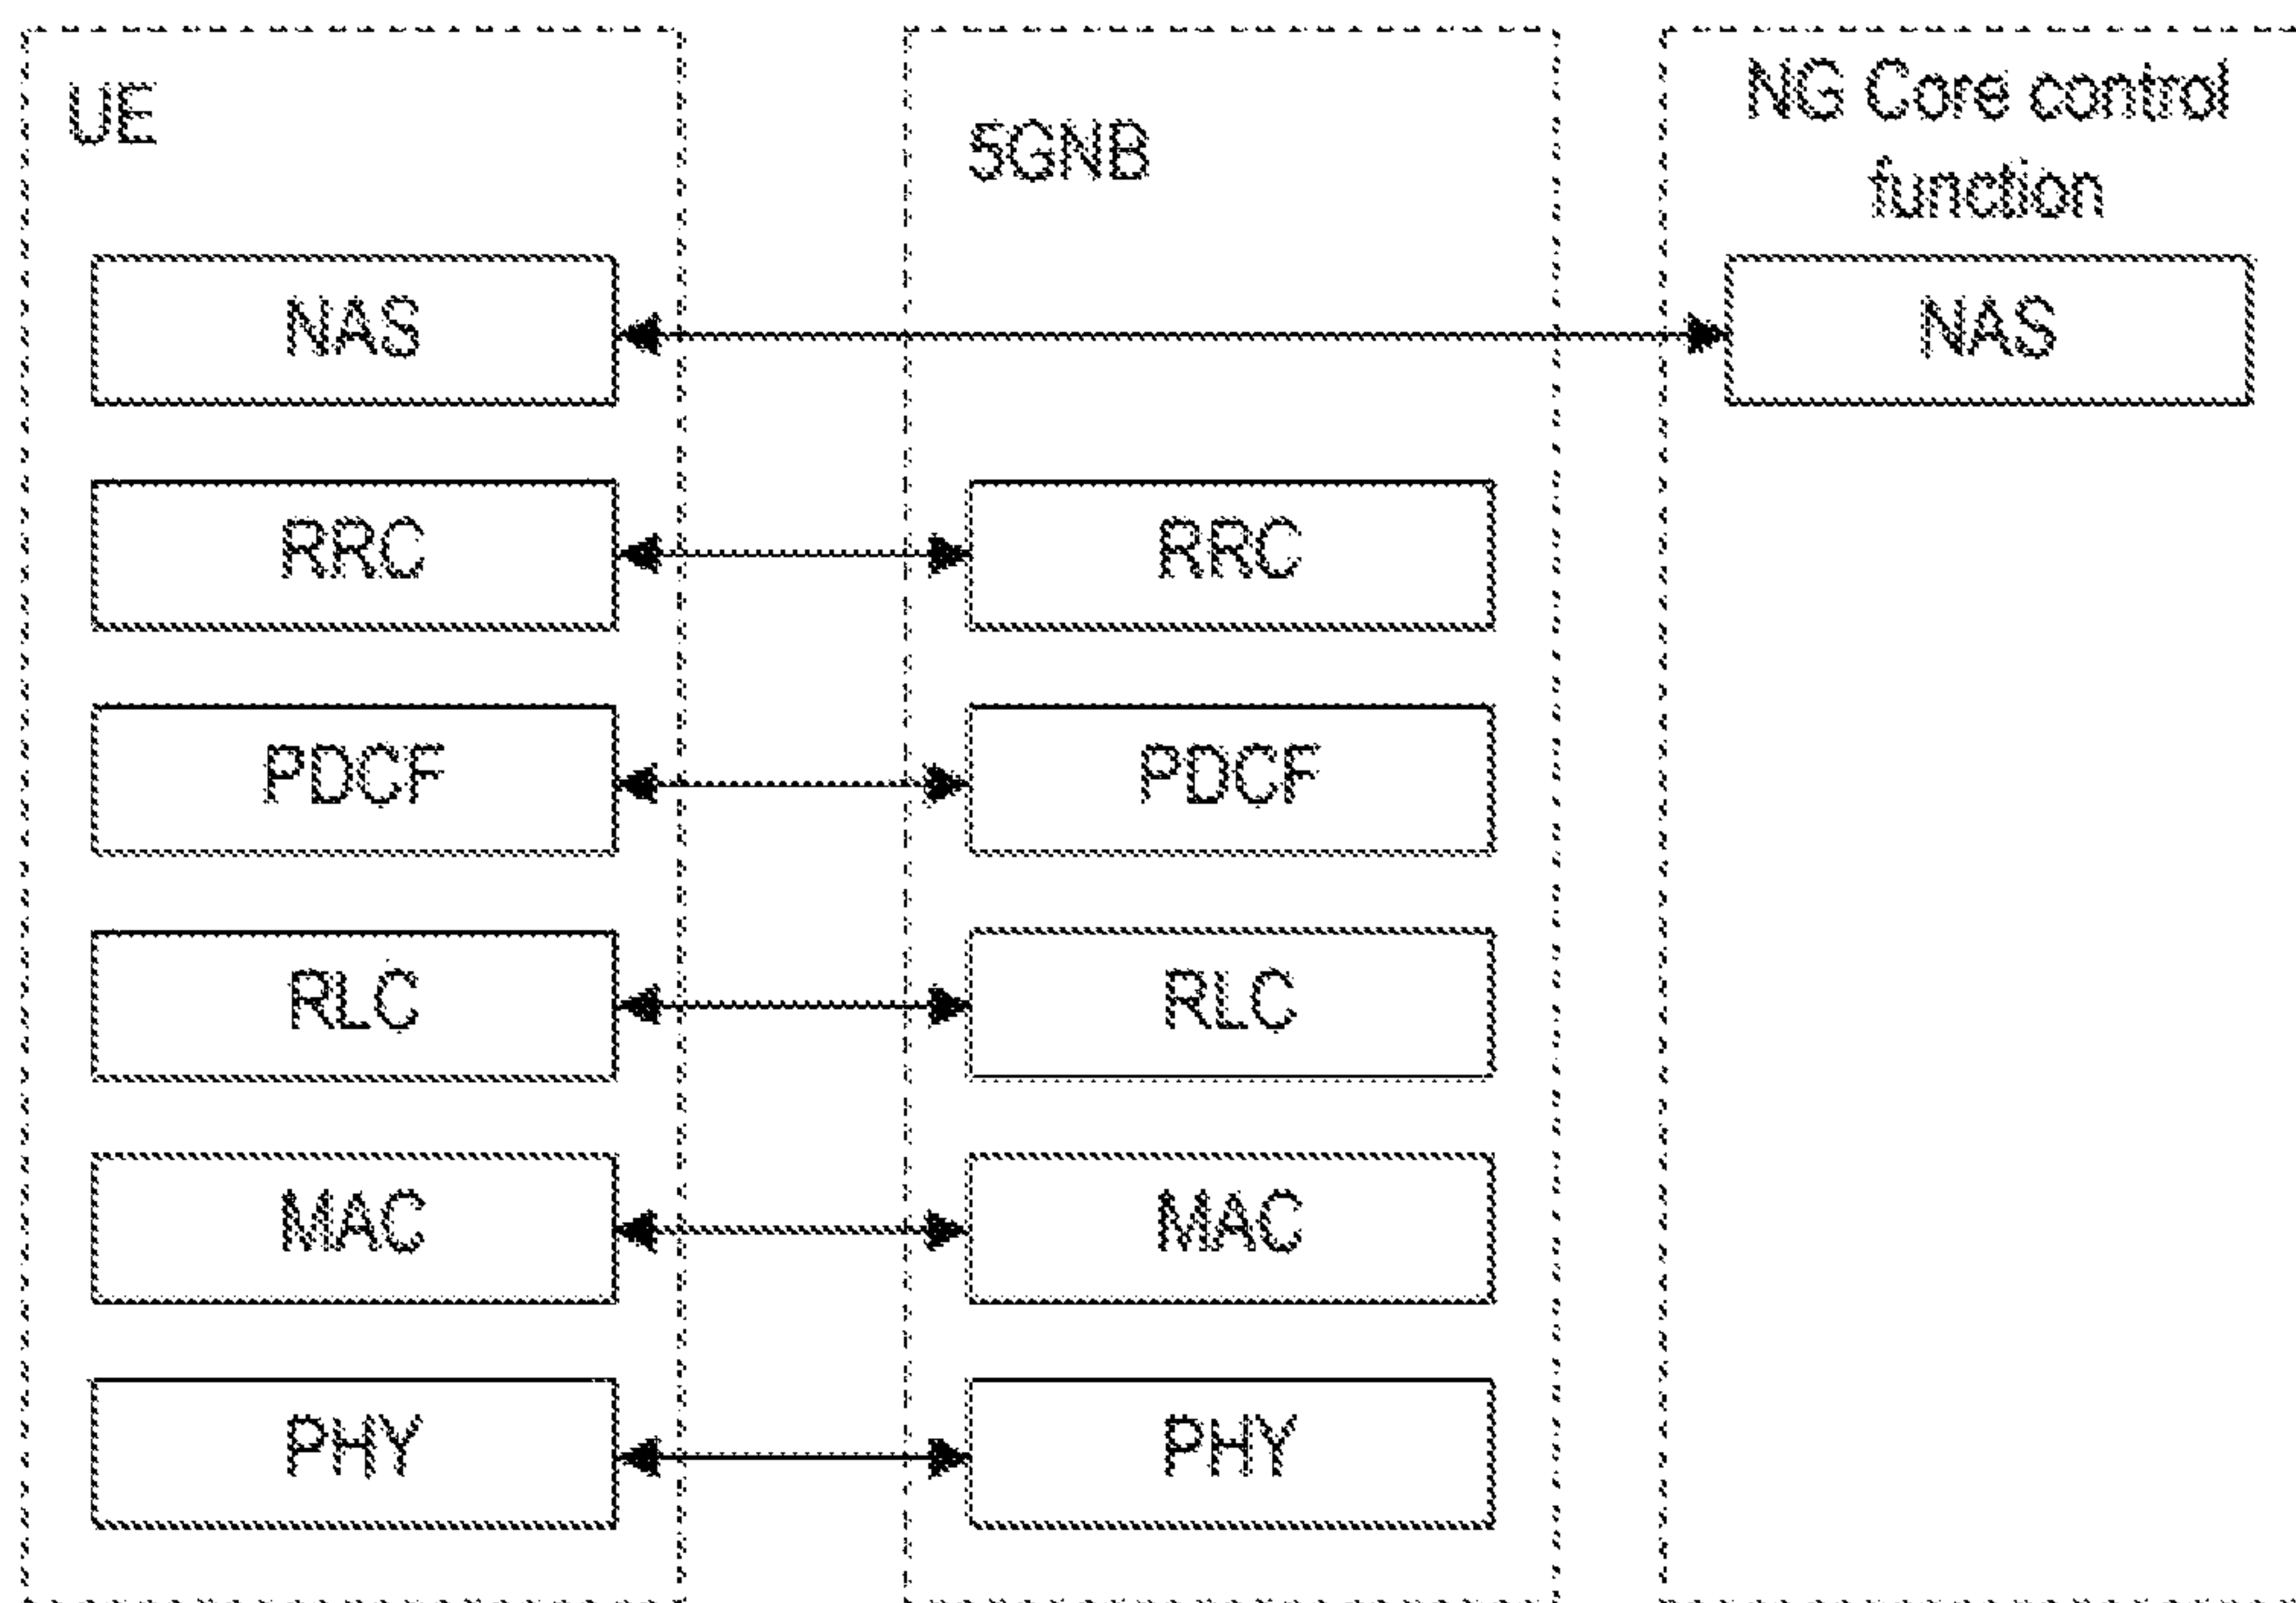 UE
5GNB
NG Core control
function
NAS
NAS
RRC
RRC
PDCF
PDCF
RLC
RLC
MAC
MAC
PHY
PHY